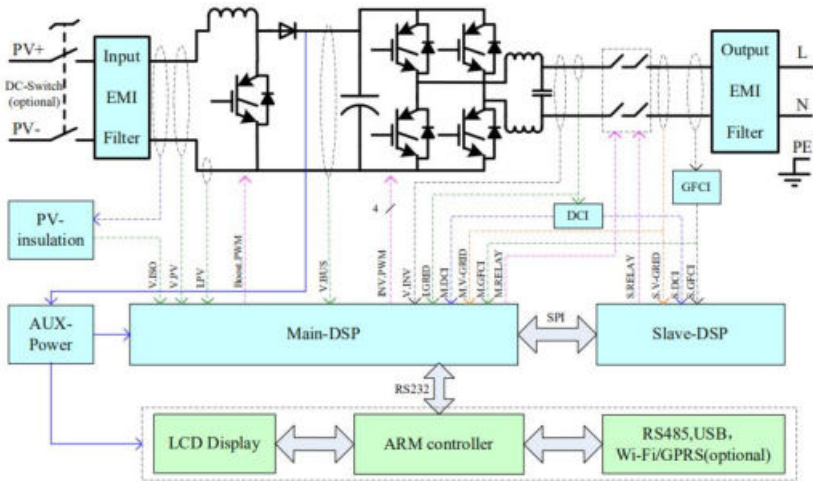 PV+
DC-Switch
(optional)
PV-
Input
EMI
Filter
Output
EMI
Filter
L
N
PE
GFCI
DCI
PV-
insulation
4
V.ISO
V.PV
I.PV
Boost.PWM
V.BUS
INV.PWM
V.INV
I.GRID
M.DCI
M.V-GRID
M.GFCI
M.RELAY
S.RELAY
S.V-GRID
S.DCI
S.GFCI
AUX-
Power
Main-DSP
SPI
Slave-DSP
RS232
LCD Display
ARM controller
RS485,USB,
Wi-Fi/GPRS(optional)